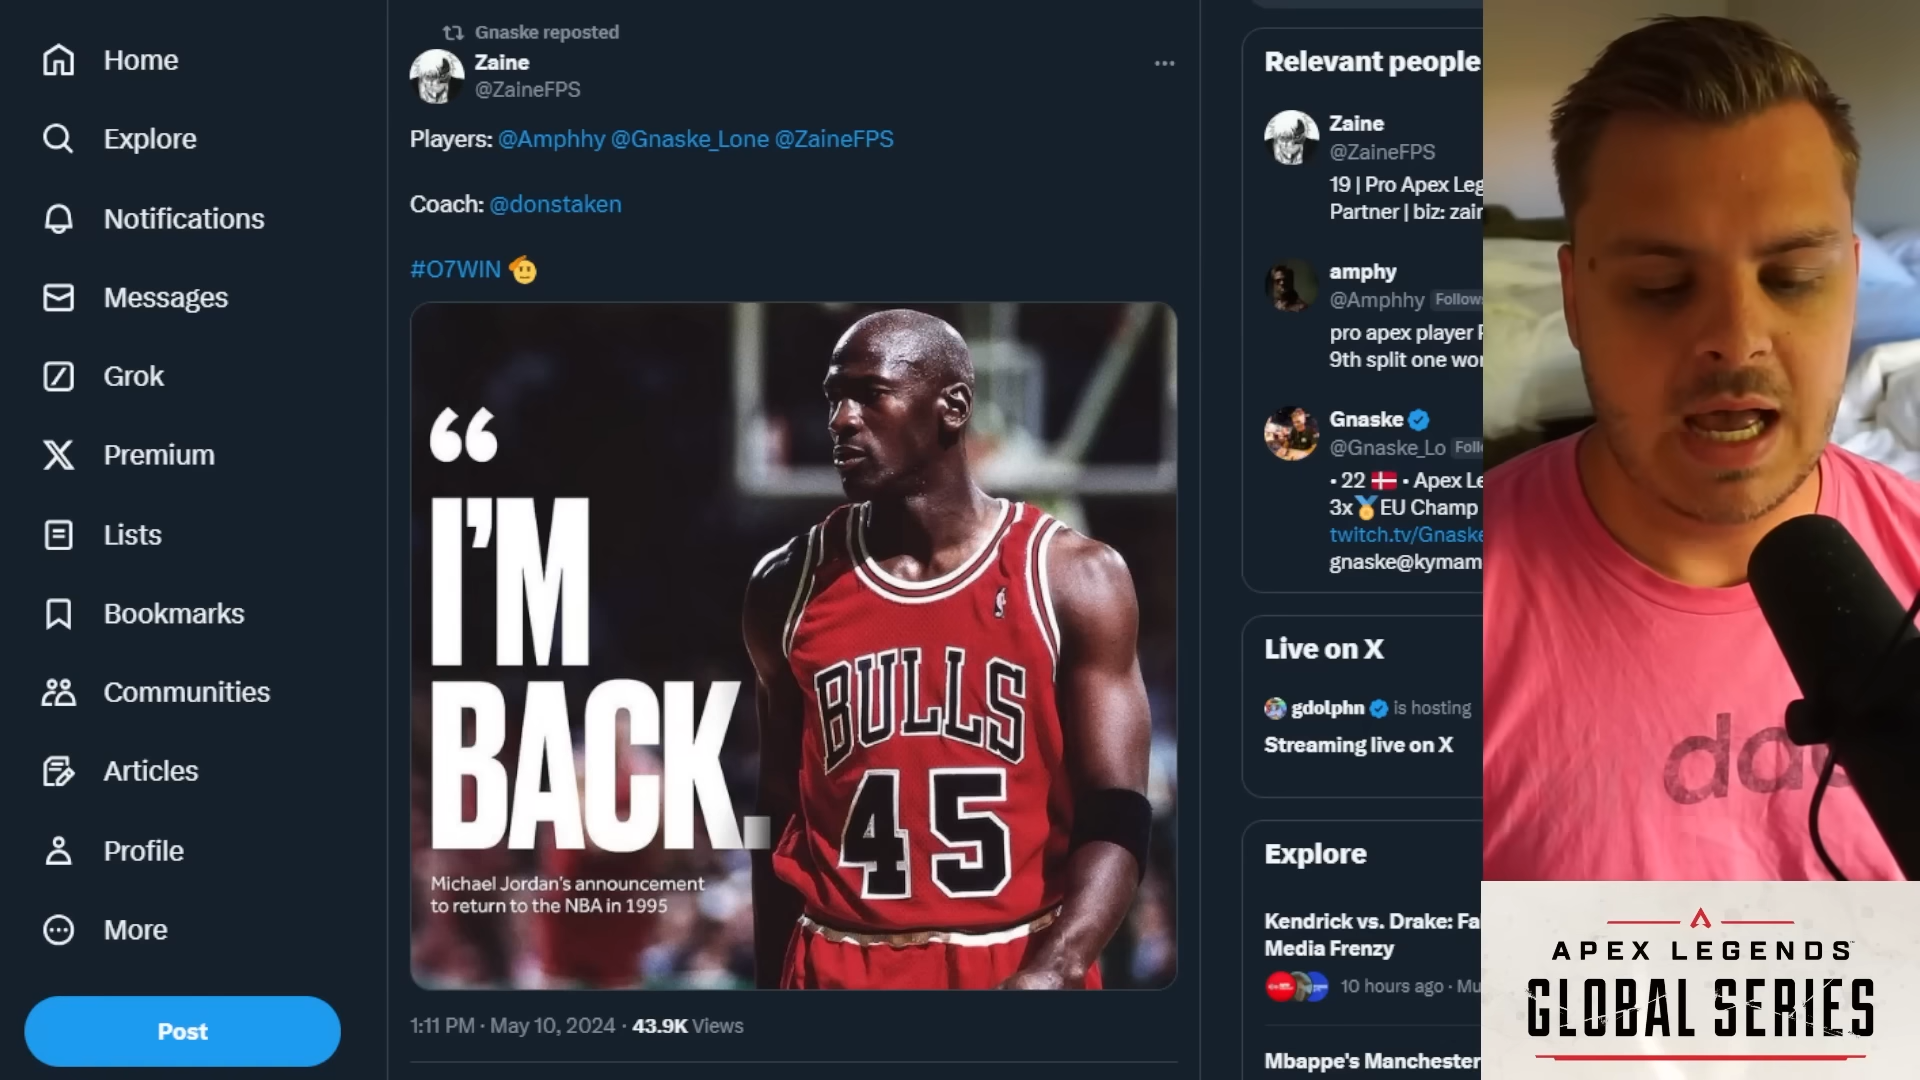 Home
Explore
Notifications
Messages
Grok
Premium
Lists
Bookmarks
Communities
Articles
Profile
More
Post
Gnaske reposted
Zaine
@ZaineFPS
Players: @Amphhy @Gnaske_Lone @ZaineFPS
Coach: @donstaken
#O7WIN
“
I’M
BACK.
Michael Jordan’s announcement
to return to the NBA in 1995
BULLS
45
1:11 PM · May 10, 2024 · 43.9K Views
Relevant people
Zaine
@ZaineFPS
19 | Pro Apex Leg
Partner | biz: zain
amphy
@Amphhy Follow
pro apex player
9th split one
Gnaske
@Gnaske_Lo Foll
• 22 • Apex Le
3x EU Champ
twitch.tv/Gnaske
gnaske@kymam
Live on X
gdolphn is hosting
Streaming live on X
Explore
Kendrick vs. Drake: Fa
Media Frenzy
10 hours ago · Mu
Mbappe's Manchester
APEX LEGENDS
GLOBAL SERIES